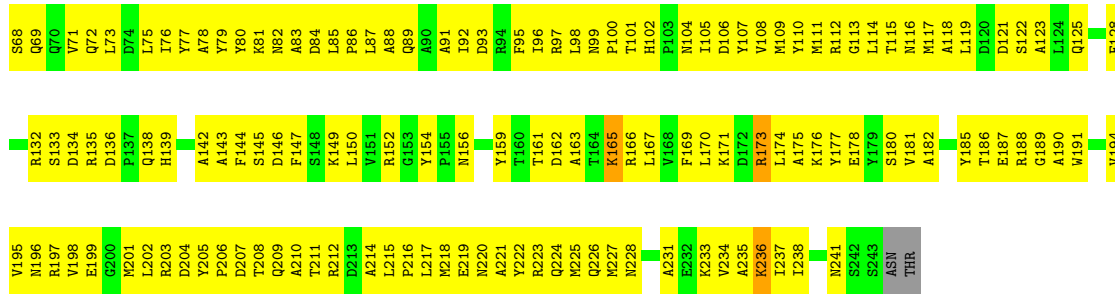 S68 Q69 Q70 V71 Q72 L73 D74 L75 I76 Y77 A78 Y79 Y80 K81 N82 A83 D84 L85 P86 L87 A88 Q89 A90 A91 I92 D93 R94 F95 I96 R97 L98 N99 P100 T101 H102 P103 N104 I105 D106 Y107 V108 M109 Y110 M111 R112 G113 L114 T115 N116 M117 A118 L119 D120 D121 S122 A123 L124 Q125
R132 S133 D134 R135 D136 P137 Q138 H139 A142 A143 F144 S145 D146 F147 S148 K149 L150 V151 R152 G153 Y154 P155 N156 Y159 T160 T161 D162 A163 T164 K165 R166 L167 V168 F169 L170 K171 D172 R173 L174 A175 K176 Y177 E178 Y179 S180 V181 A182 Y185 T186 E187 R188 G189 A190 W191
V195 N196 R197 V198 E199 G200 M201 L202 R203 D204 Y205 P206 D207 T208 Q209 A210 T211 R212 D213 A214 L215 P216 L217 M218 E219 N220 A221 Y222 R223 Q224 M225 Q226 M227 N228 A231 E232 K233 V234 A235 K236 I237 I238 N241 S242 S243 ASN THR